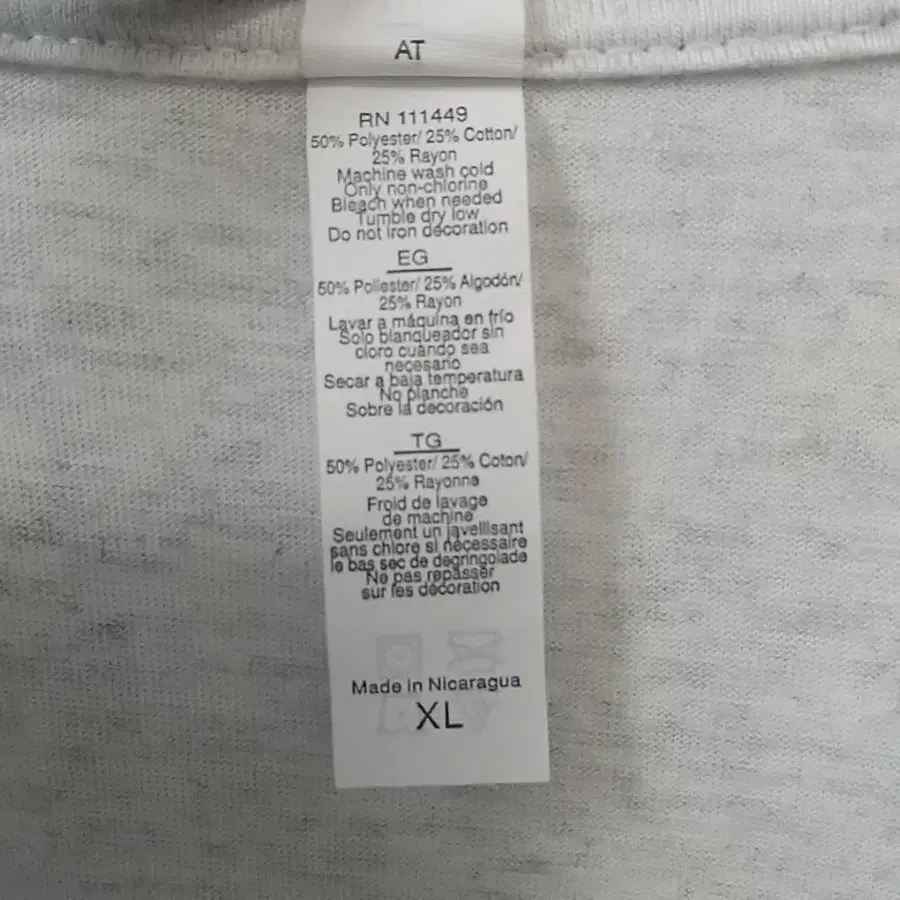 AT
RN 111449
50% Polyester/ 25% Cotton/
25% Rayon
Machine wash cold
Only non-chlorine
Bleach when needed
Tumble dry low
Do not iron decoration
EG
50% Poliester/ 25% Algodón/
25% Rayon
Lavar a máquina en frío
Solo blanqueador sin
cloro cuando sea
necesario
Secar a baja temperatura
No planche
Sobre la decoración
TG
50% Polyester/ 25% Coton/
25% Rayonne
Froid de lavage
de machine
Seulement un javellisant
sans chlore si nécessaire
le bas sec de degringolade
Ne pas repasser
sur les décoration
Made in Nicaragua
XL